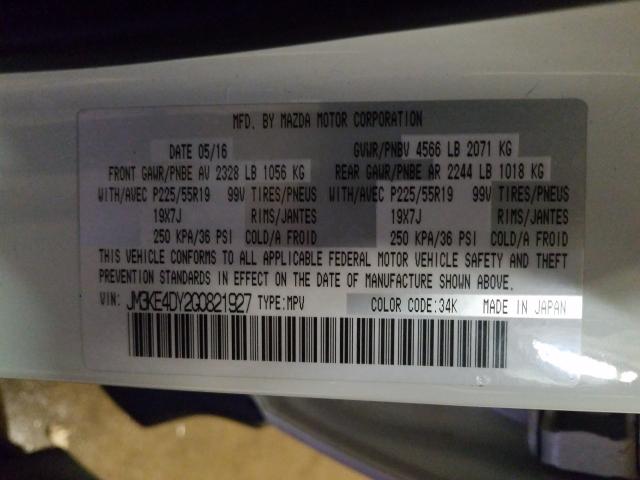 MFD. BY MAZDA MOTOR CORPORATION
DATE 05/16 GVWR/PNBV 4566 LB 2071 KG
FRONT GAWR/PNBE AV 2328 LB 1056 KG REAR GAWR/PNBE AR 2244 LB 1018 KG
WITH/AVEC P225/55R19 99V TIRES/PNEUS WITH/AVEC P225/55R19 99V TIRES/PNEUS
19X7J RIMS/JANTES 19X7J RIMS/JANTES
250 KPA/36 PSI COLD/A FROID 250 KPA/36 PSI COLD/A FROID
THIS VEHICLE CONFORMS TO ALL APPLICABLE FEDERAL MOTOR VEHICLE SAFETY AND THEFT
PREVENTION STANDARDS IN EFFECT ON THE DATE OF MANUFACTURE SHOWN ABOVE.
VIN: JM3KE4DY2G0821927 TYPE:MPV COLOR CODE:34K MADE IN JAPAN